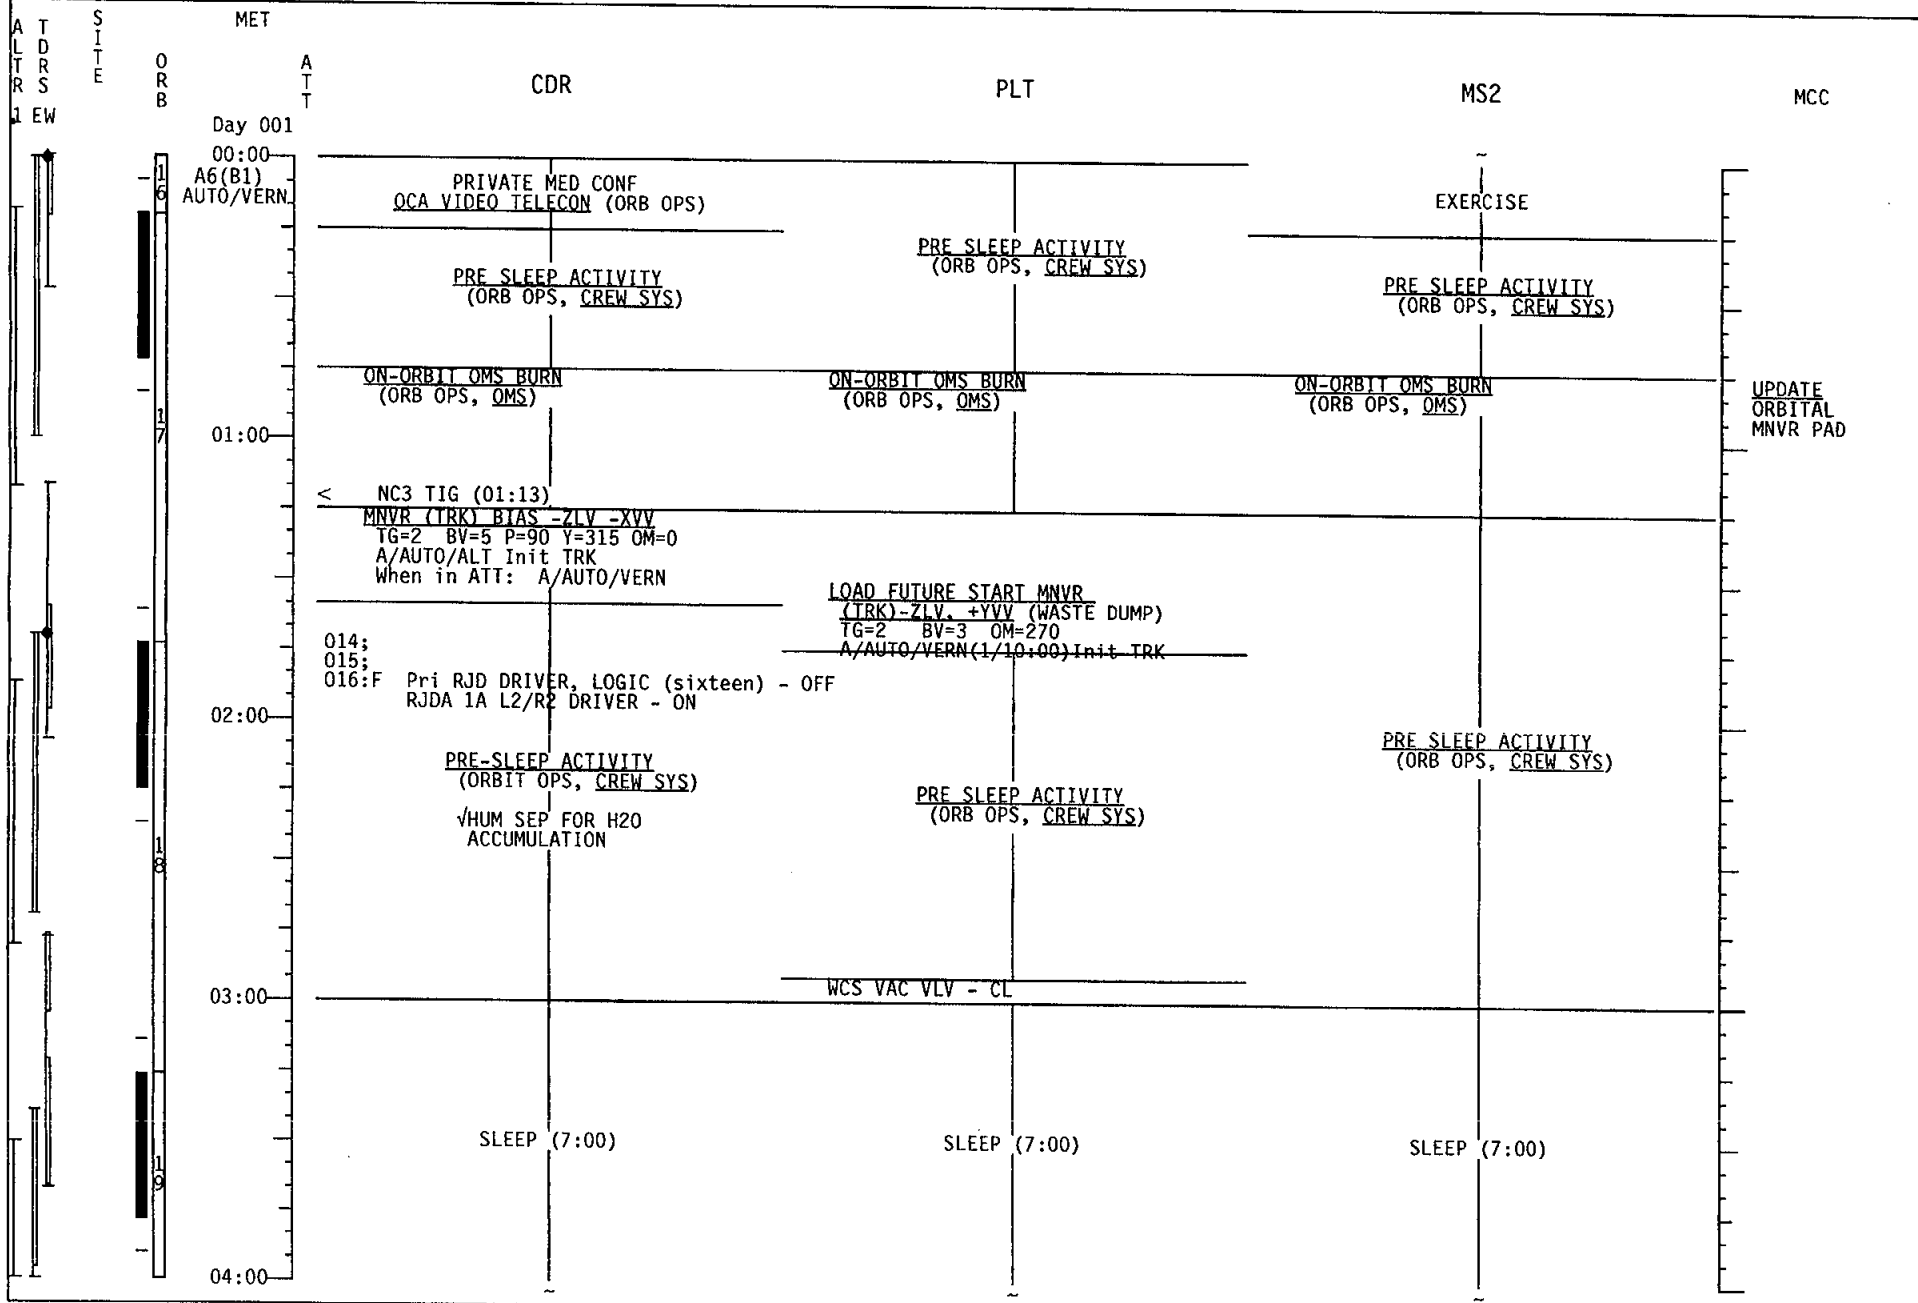 ALTR 1
TDRS EW
SITE
ORB
MET
ATT
CDR
PLT
MS2
MCC
Day 001
00:00
A6(B1)
AUTO/VERN
16
PRIVATE MED CONF
OCA VIDEO TELECON (ORB OPS)
~
EXERCISE
PRE SLEEP ACTIVITY
(ORB OPS, CREW SYS)
PRE SLEEP ACTIVITY
(ORB OPS, CREW SYS)
PRE SLEEP ACTIVITY
(ORB OPS, CREW SYS)
ON-ORBIT OMS BURN
(ORB OPS, OMS)
ON-ORBIT OMS BURN
(ORB OPS, OMS)
ON-ORBIT OMS BURN
(ORB OPS, OMS)
UPDATE
ORBITAL
MNVR PAD
17
01:00
< NC3 TIG (01:13)
MNVR (TRK) BIAS -ZLV -XVV
TG=2 BV=5 P=90 Y=315 OM=0
A/AUTO/ALT Init TRK
When in ATT: A/AUTO/VERN
LOAD FUTURE START MNVR
(TRK)-ZLV, +YVV (WASTE DUMP)
TG=2 BV=3 OM=270
A/AUTO/VERN(1/10:00)Init TRK
O14;
O15;
O16:F Pri RJD DRIVER, LOGIC (sixteen) - OFF
RJDA 1A L2/R2 DRIVER - ON
02:00
PRE-SLEEP ACTIVITY
(ORBIT OPS, CREW SYS)
√HUM SEP FOR H2O
ACCUMULATION
PRE SLEEP ACTIVITY
(ORB OPS, CREW SYS)
PRE SLEEP ACTIVITY
(ORB OPS, CREW SYS)
18
WCS VAC VLV - CL
03:00
SLEEP (7:00)
SLEEP (7:00)
SLEEP (7:00)
19
04:00
~
~
~